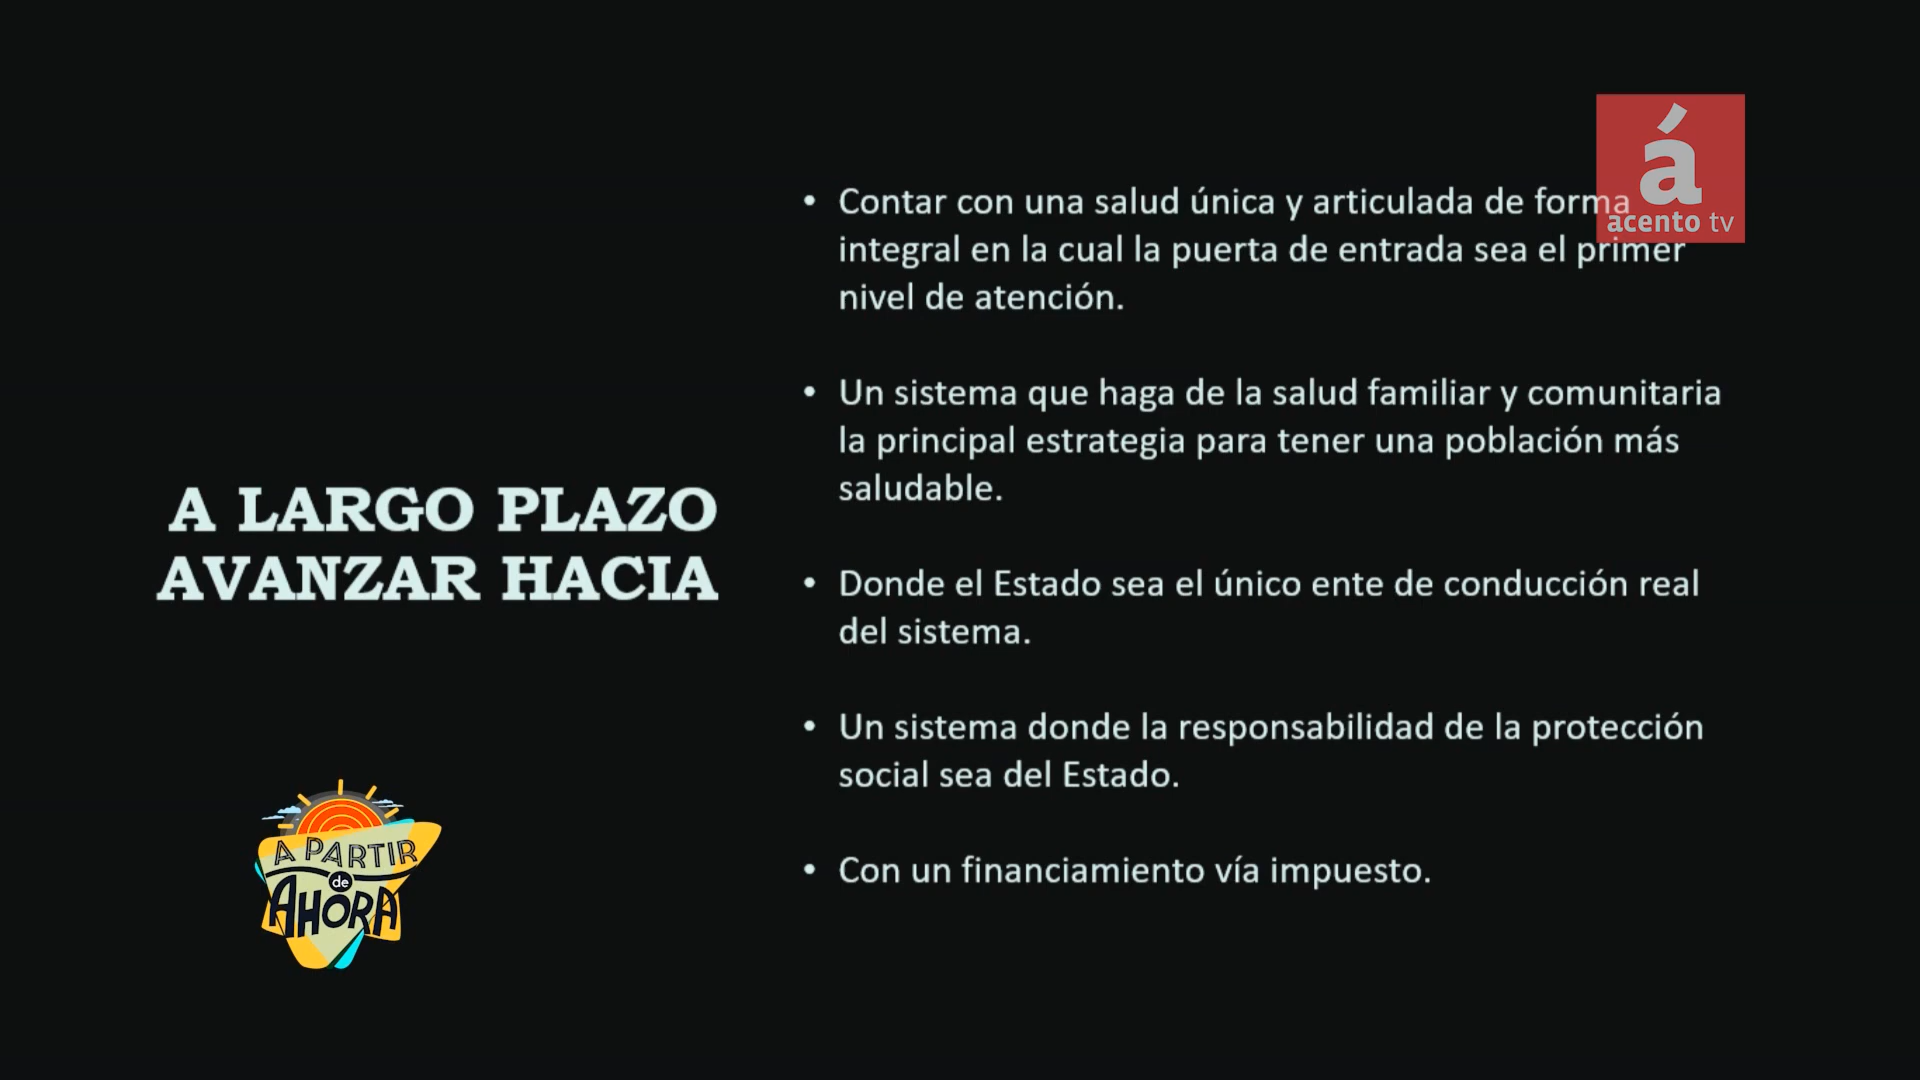 á
acento tv
• Contar con una salud única y articulada de forma
integral en la cual la puerta de entrada sea el primer
nivel de atención.
• Un sistema que haga de la salud familiar y comunitaria
la principal estrategia para tener una población más
saludable.
A LARGO PLAZO
AVANZAR HACIA
• Donde el Estado sea el único ente de conducción real
del sistema.
• Un sistema donde la responsabilidad de la protección
social sea del Estado.
• Con un financiamiento vía impuesto.
A PARTIR
de
AHORA